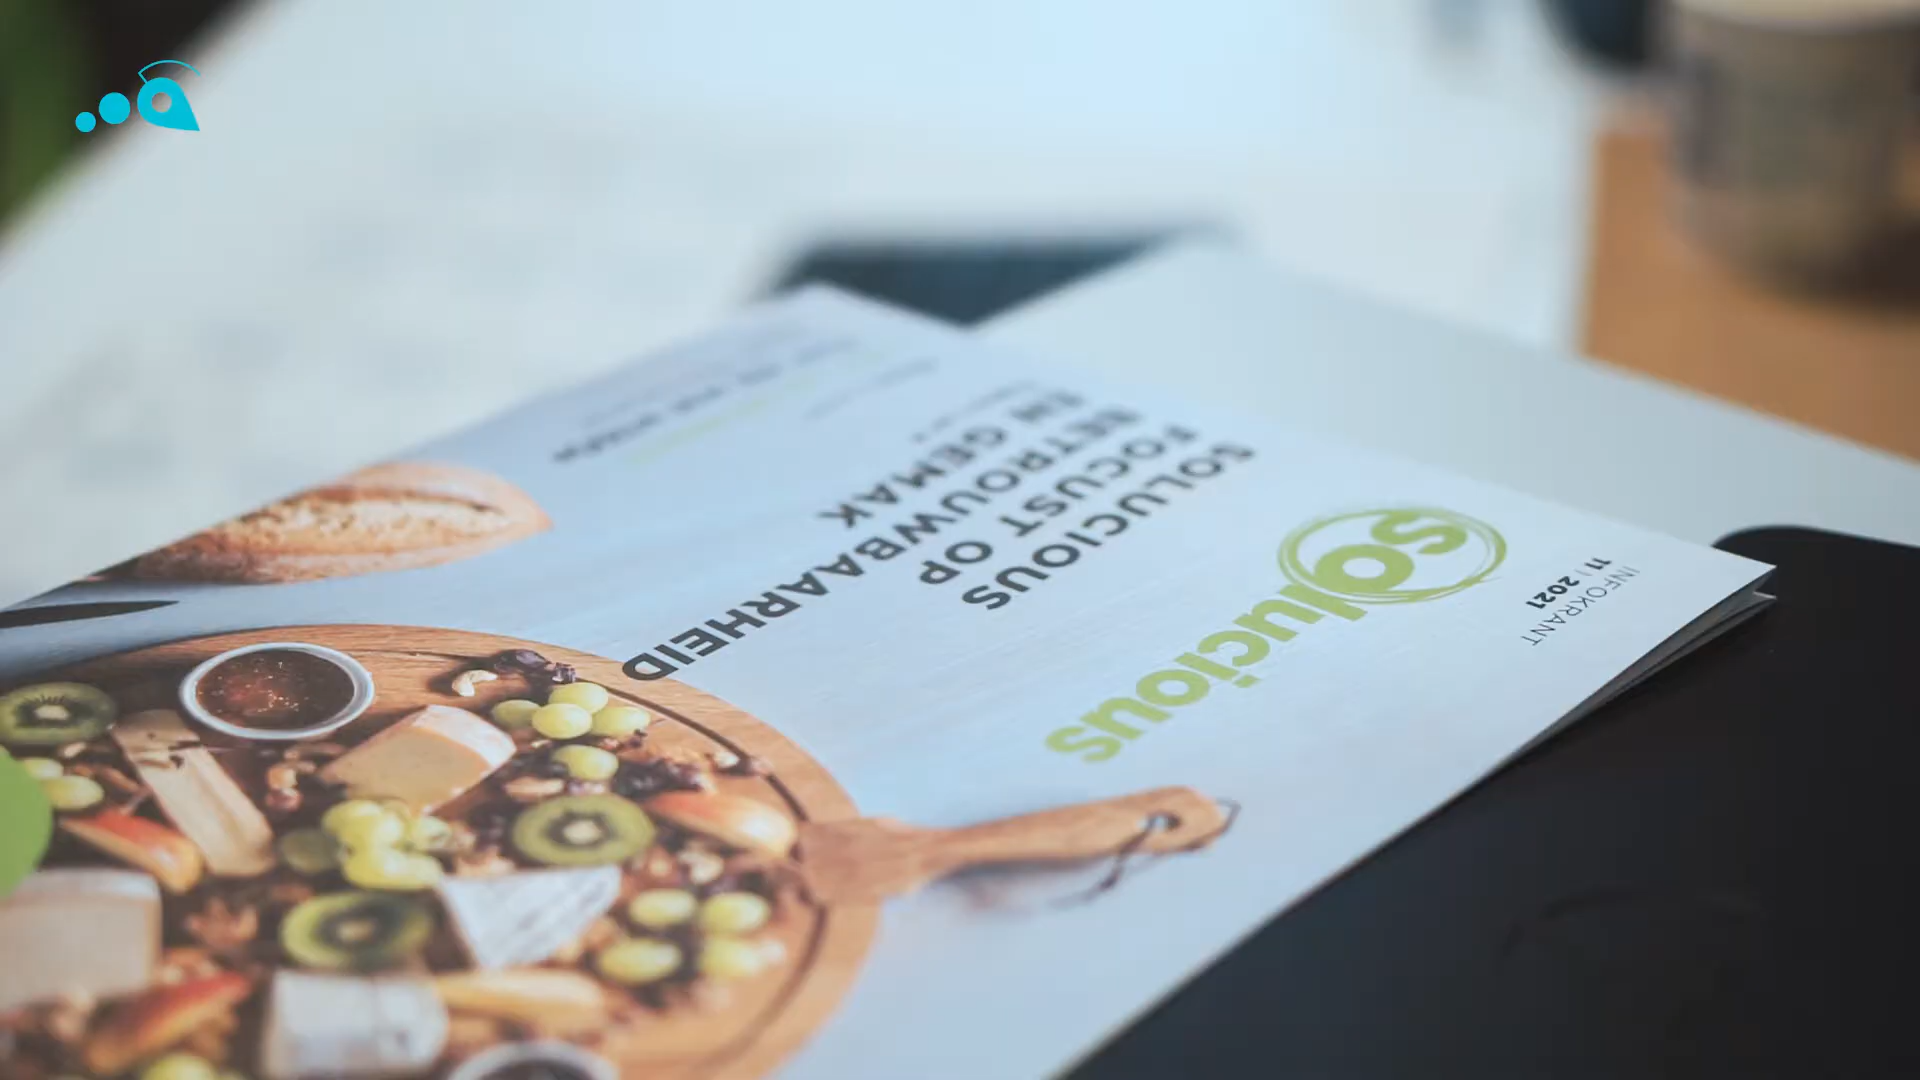 INFOKRANT
11 | 2021
solucious
SOLUCIOUS
FOCUST OP
BETROUWBAARHEID
EN GEMAK